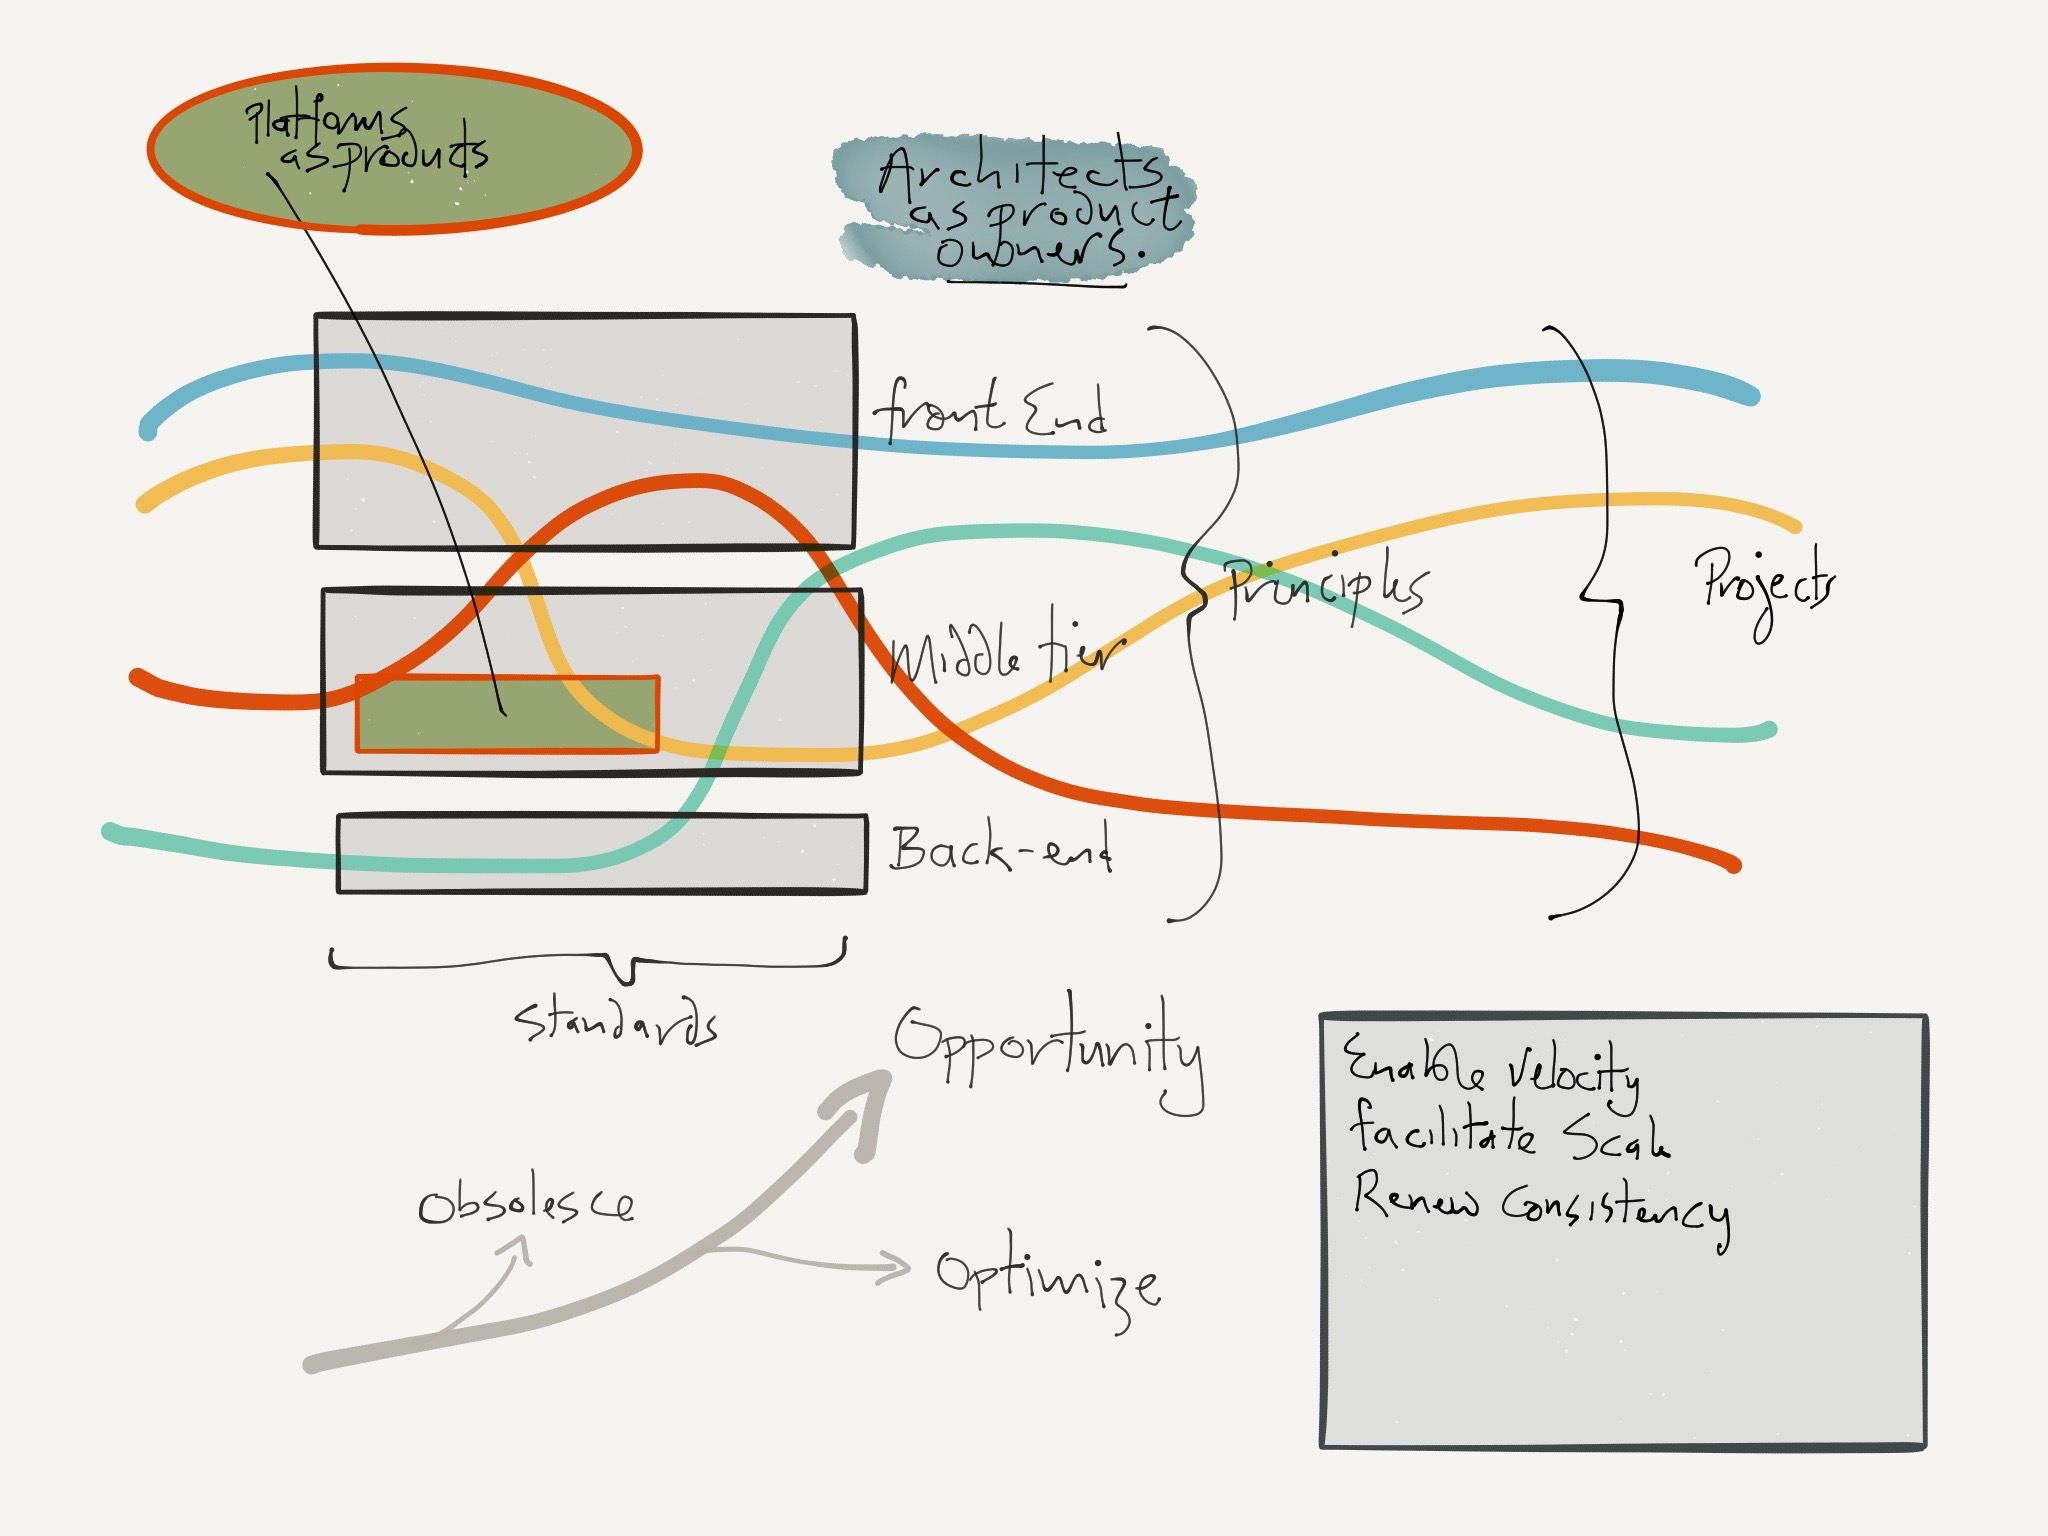 Platforms
as products
Architects
as product
owners.
front End
Middle tier
Back-end
Principles
Projects
Standards
Opportunity
Obsolesce
Optimize
Enable Velocity
facilitate Scale
Renew Consistency